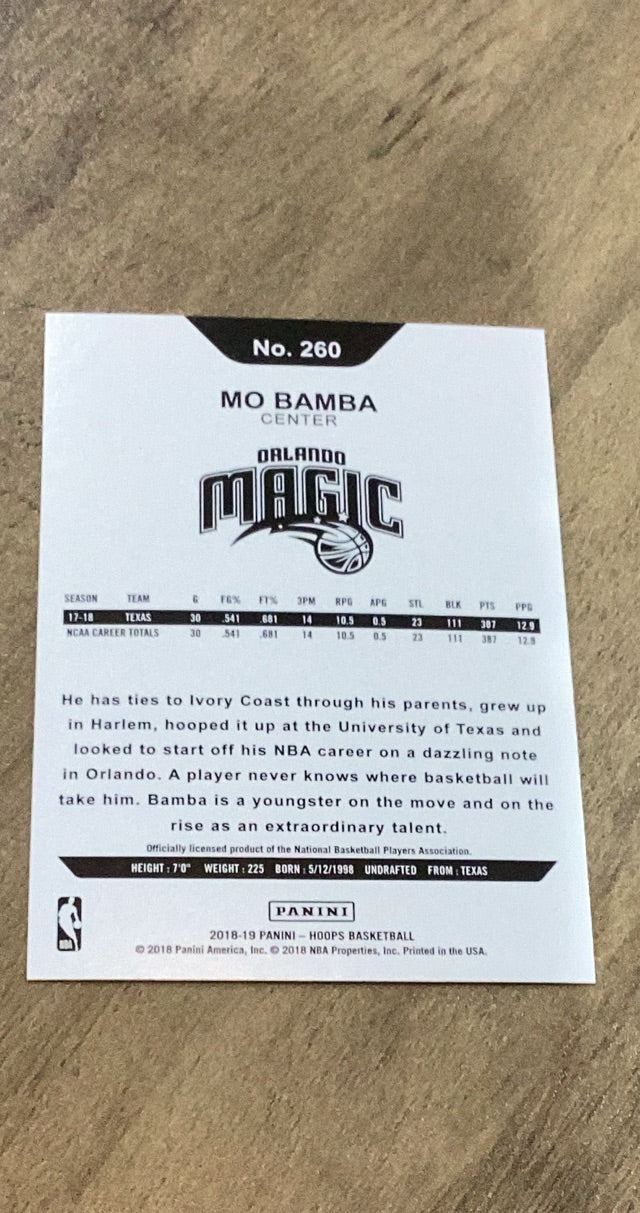 No. 260
MO BAMBA
CENTER
ORLANDO
MAGIC
SEASON TEAM G FG% FT% 3PM RPG APG STL BLK PTS PPG
17-18 TEXAS 30 .541 .681 14 10.5 0.5 23 111 387 12.9
NCAA CAREER TOTALS 30 .541 .681 14 10.5 0.5 23 111 387 12.9
He has ties to Ivory Coast through his parents, grew up
in Harlem, hooped it up at the University of Texas and
looked to start off his NBA career on a dazzling note
in Orlando. A player never knows where basketball will
take him. Bamba is a youngster on the move and on the
rise as an extraordinary talent.
Officially licensed product of the National Basketball Players Association.
HEIGHT : 7'0" WEIGHT : 225 BORN : 5/12/1998 UNDRAFTED FROM : TEXAS
NBA
PANINI
2018-19 PANINI – HOOPS BASKETBALL
© 2018 Panini America, Inc. © 2018 NBA Properties, Inc. Printed in the USA.